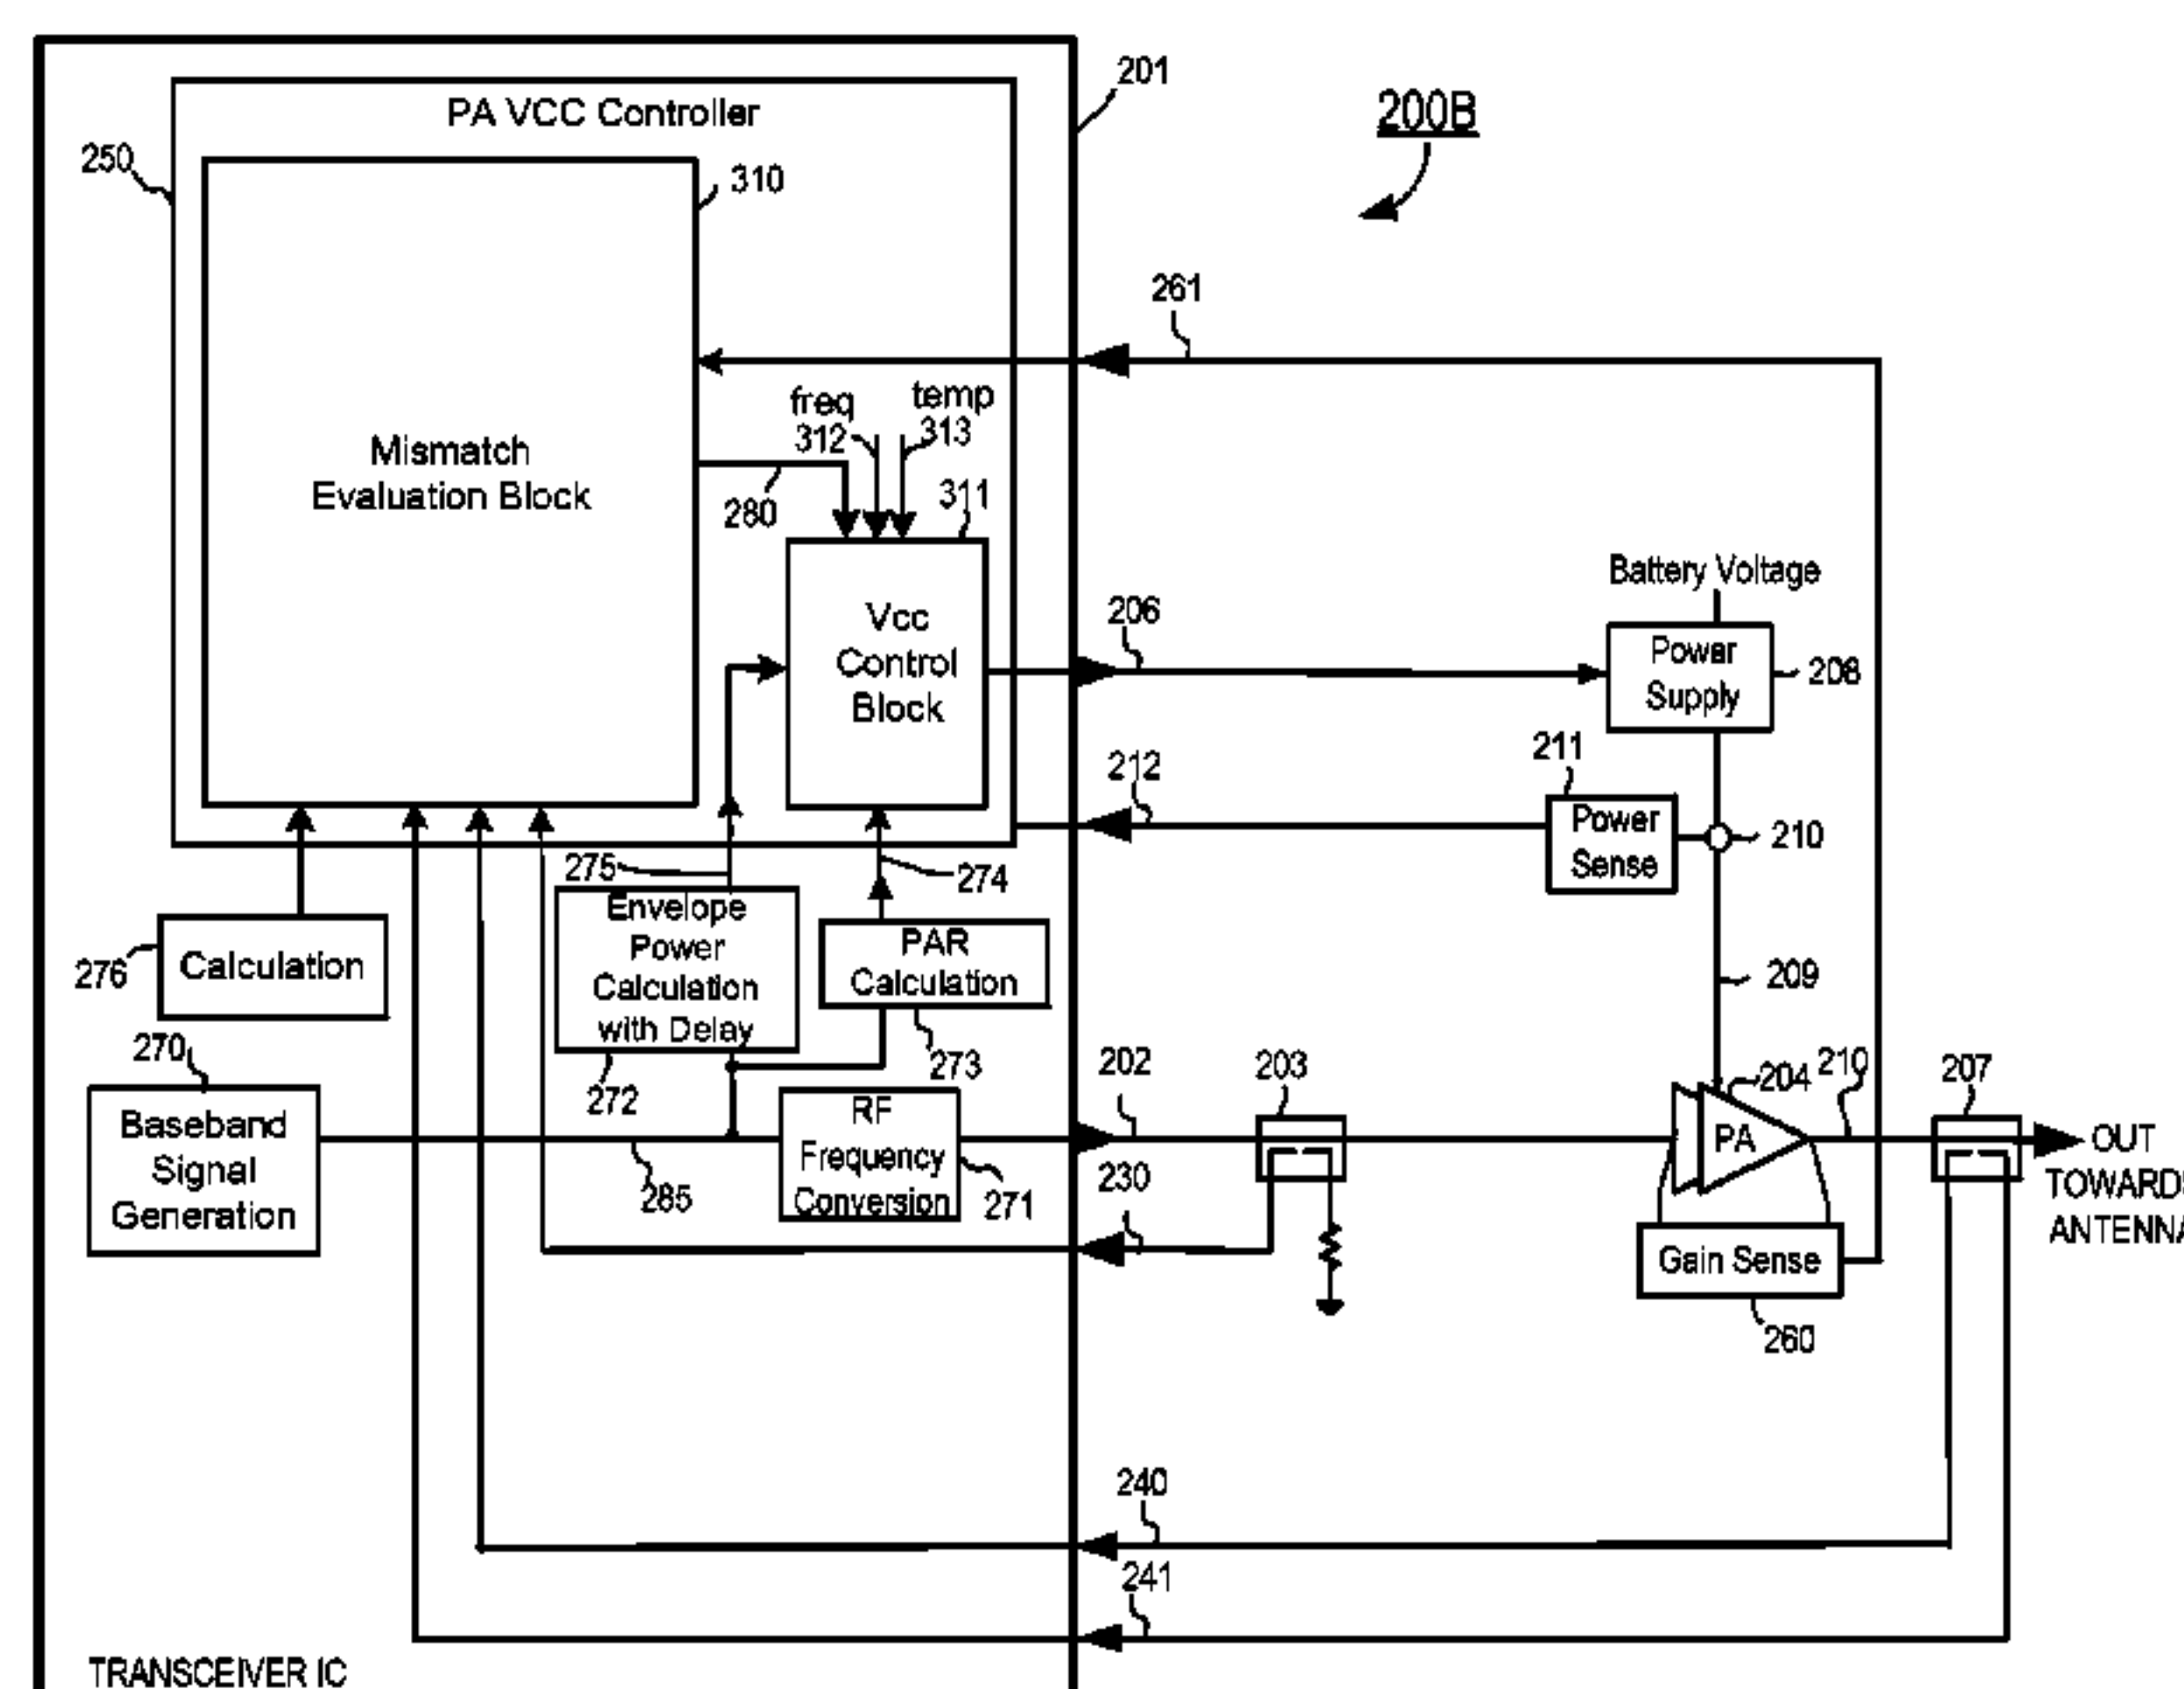 201
200B
PA VCC Controller
250
310
261
freq
312
temp
313
Mismatch
Evaluation Block
280
311
Battery Voltage
206
Vcc
Control
Block
Power
Supply
208
211
212
Power
Sense
210
275
274
Envelope
Power
Calculation
with Delay
PAR
Calculation
276
Calculation
209
270
272
273
202
203
204
210
207
Baseband
Signal
Generation
RF
Frequency
Conversion
PA
OUT
TOWARD
ANTENNA
285
271
230
Gain Sense
260
240
241
TRANSCEIVER IC